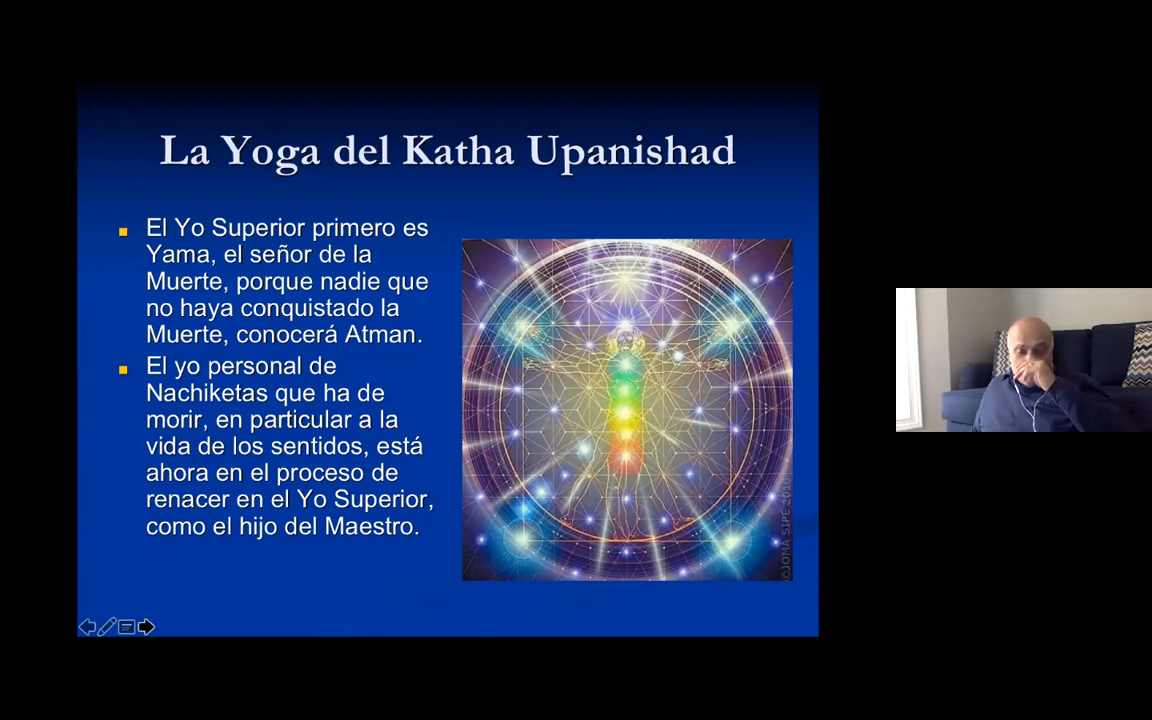 La Yoga del Katha Upanishad
El Yo Superior primero es
Yama, el señor de la
Muerte, porque nadie que
no haya conquistado la
Muerte, conocerá Atman.
El yo personal de
Nachiketas que ha de
morir, en particular a la
vida de los sentidos, está
ahora en el proceso de
renacer en el Yo Superior,
como el hijo del Maestro.
©JOMA SIPE